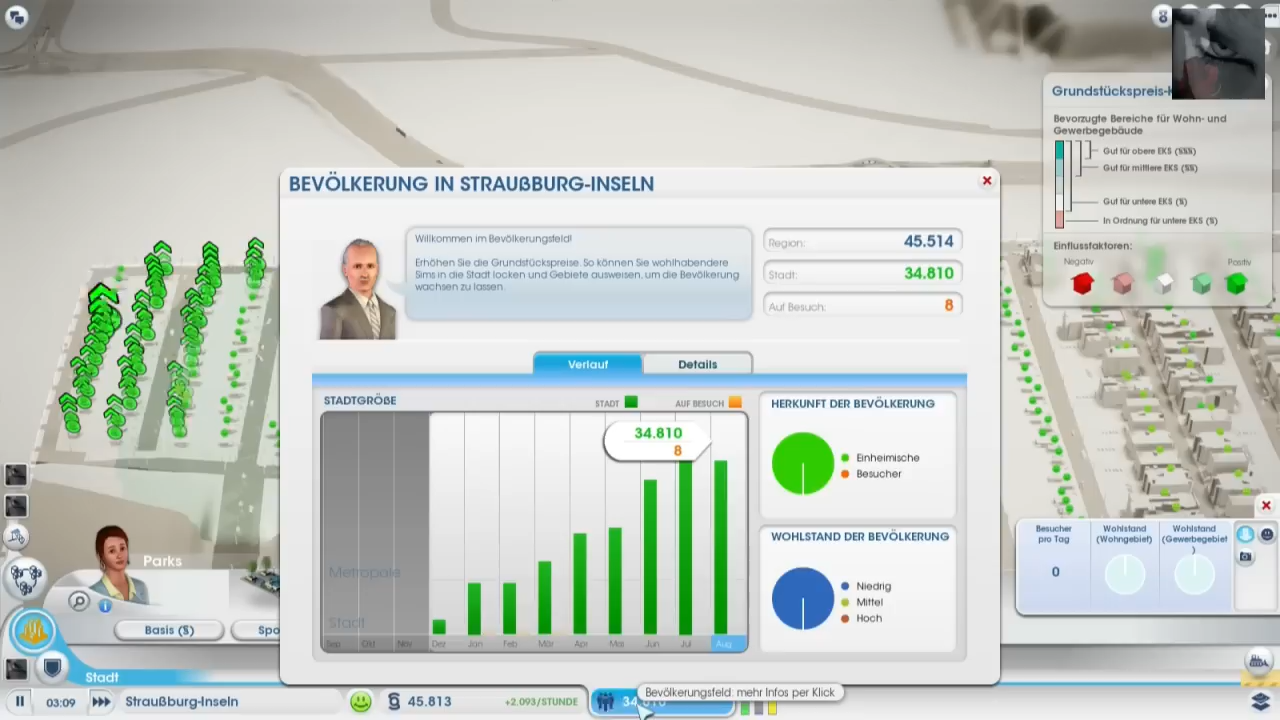 Grundstückspreis-K
Bevorzugte Bereiche für Wohn- und
Gewerbegebäude
Gut für obere EKS (§§§)
Gut für mittlere EKS (§§)
Gut für untere EKS (§)
In Ordnung für untere EKS (§)
Einflussfaktoren:
Negativ
Positiv
BEVÖLKERUNG IN STRAUßBURG-INSELN
Willkommen im Bevölkerungsfeld!
Erhöhen Sie die Grundstückspreise. So können Sie wohlhabendere
Sims in die Stadt locken und Gebiete ausweisen, um die Bevölkerung
wachsen zu lassen.
Region: 45.514
Stadt: 34.810
Auf Besuch: 8
Verlauf
Details
STADTGRÖßE
STADT
AUF BESUCH
34.810
8
Metropole
Stadt
Sep Okt Nov Dez Jan Feb Mär Apr Mai Jun Jul Aug
HERKUNFT DER BEVÖLKERUNG
Einheimische
Besucher
WOHLSTAND DER BEVÖLKERUNG
Niedrig
Mittel
Hoch
Besucher
pro Tag
0
Wohlstand
(Wohngebiet)
Wohlstand
(Gewerbegebiet
)
Parks
Basis (§)
Spo
Stadt
03:09
Straußburg-Inseln
45.813
+2.093/STUNDE
Bevölkerungsfeld: mehr Infos per Klick